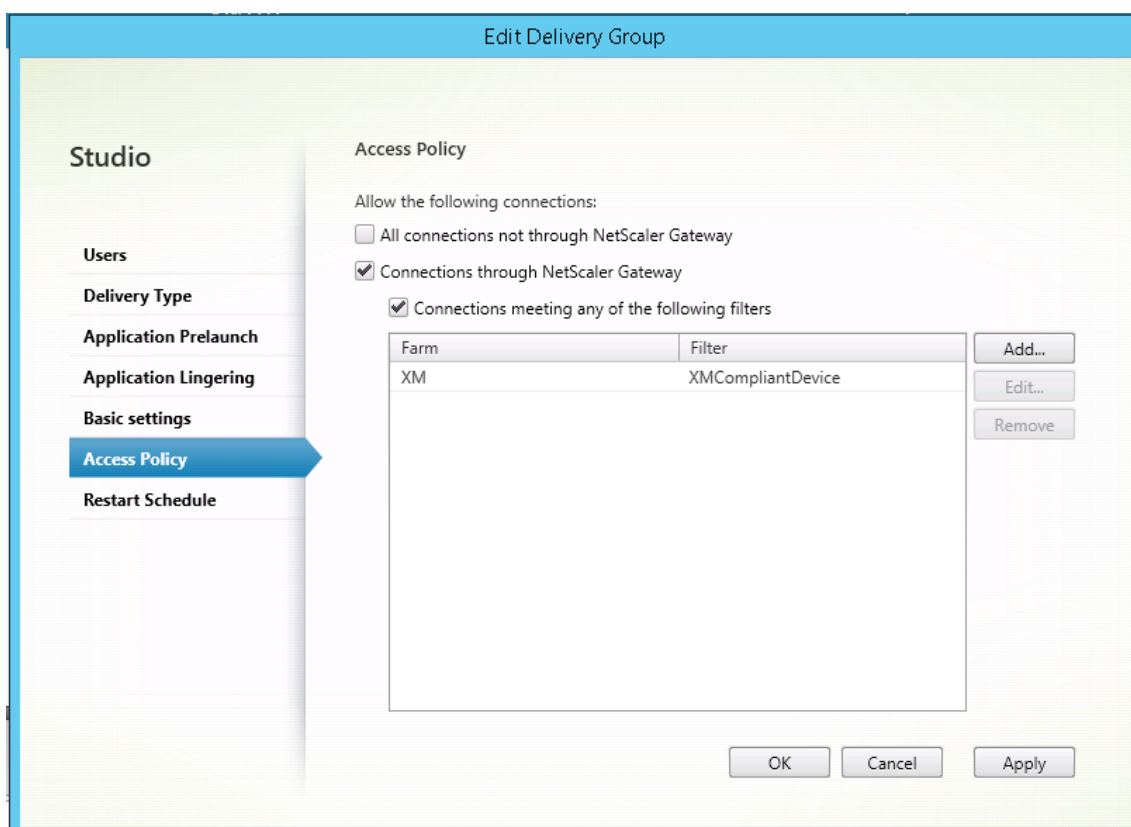 Edit Delivery Group
Studio
Users
Delivery Type
Application Prelaunch
Application Lingering
Basic settings
Access Policy
Restart Schedule
Access Policy
Allow the following connections:
All connections not through NetScaler Gateway
Connections through NetScaler Gateway
Connections meeting any of the following filters
Farm Filter
XM XMCompliantDevice
Add...
Edit...
Remove
OK Cancel Apply